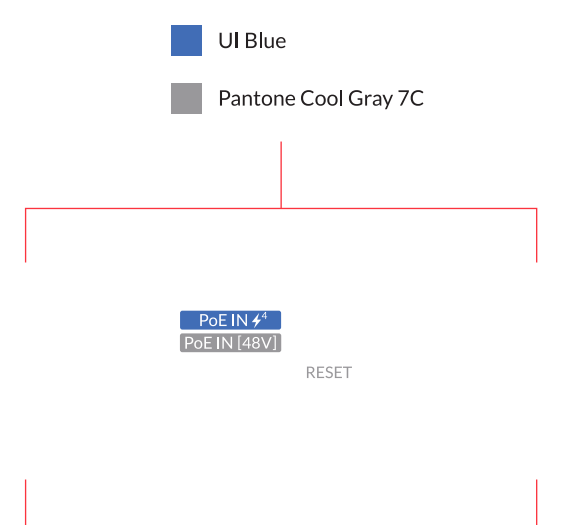 UI Blue
Pantone Cool Gray 7C
PoE IN ⚡4
PoE IN [48V]
RESET